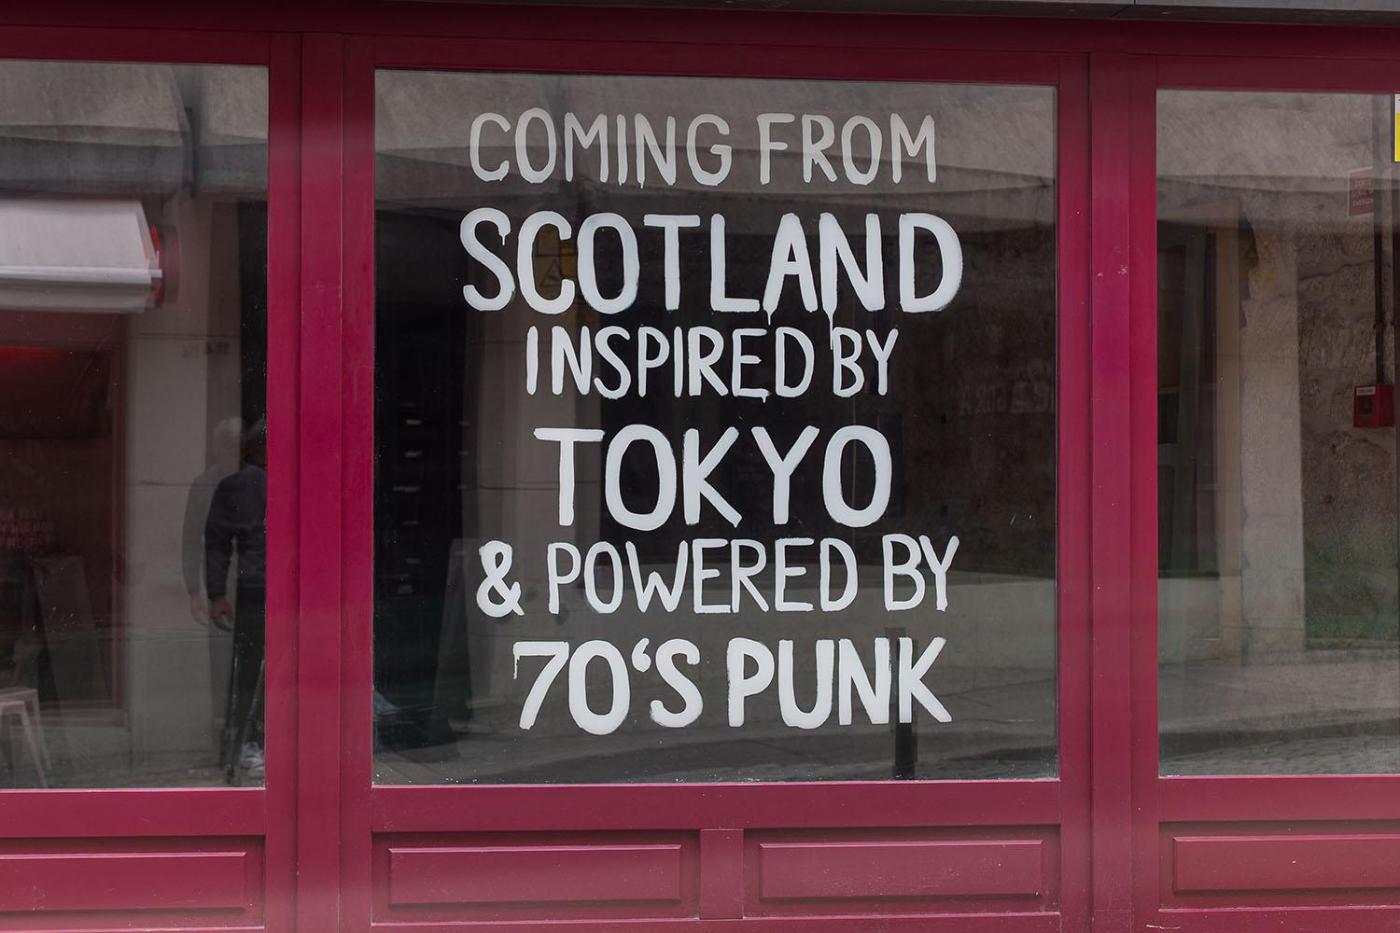 COMING FROM
SCOTLAND
INSPIRED BY
TOKYO
& POWERED BY
70‘S PUNK